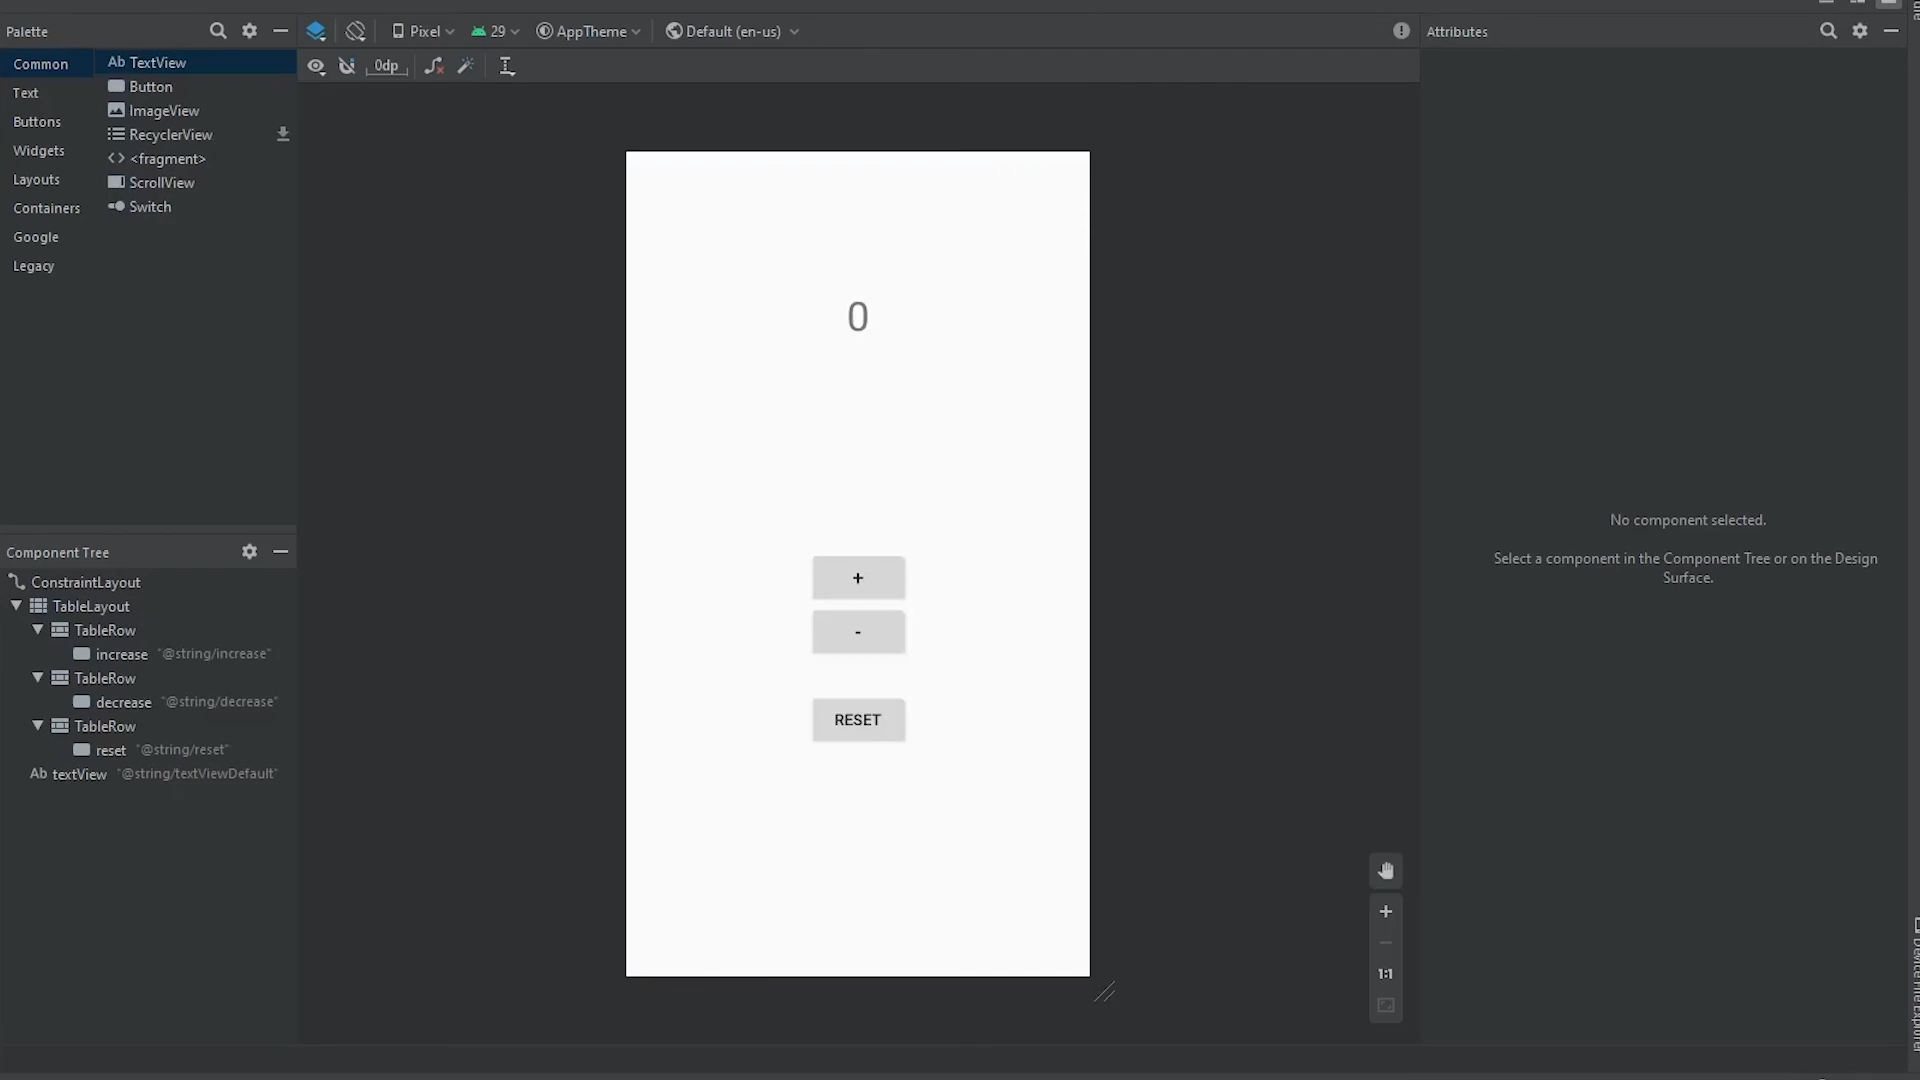 Palette
Pixel
29
AppTheme
Default (en-us)
Attributes
Common
Text
Buttons
Widgets
Layouts
Containers
Google
Legacy
Ab TextView
Button
ImageView
RecyclerView
<fragment>
ScrollView
Switch
0dp
0
+
-
RESET
No component selected.
Select a component in the Component Tree or on the Design
Surface.
Component Tree
ConstraintLayout
TableLayout
TableRow
increase "@string/increase"
TableRow
decrease "@string/decrease"
TableRow
reset "@string/reset"
Ab textView "@string/textViewDefault"
1:1
Device File Explorer